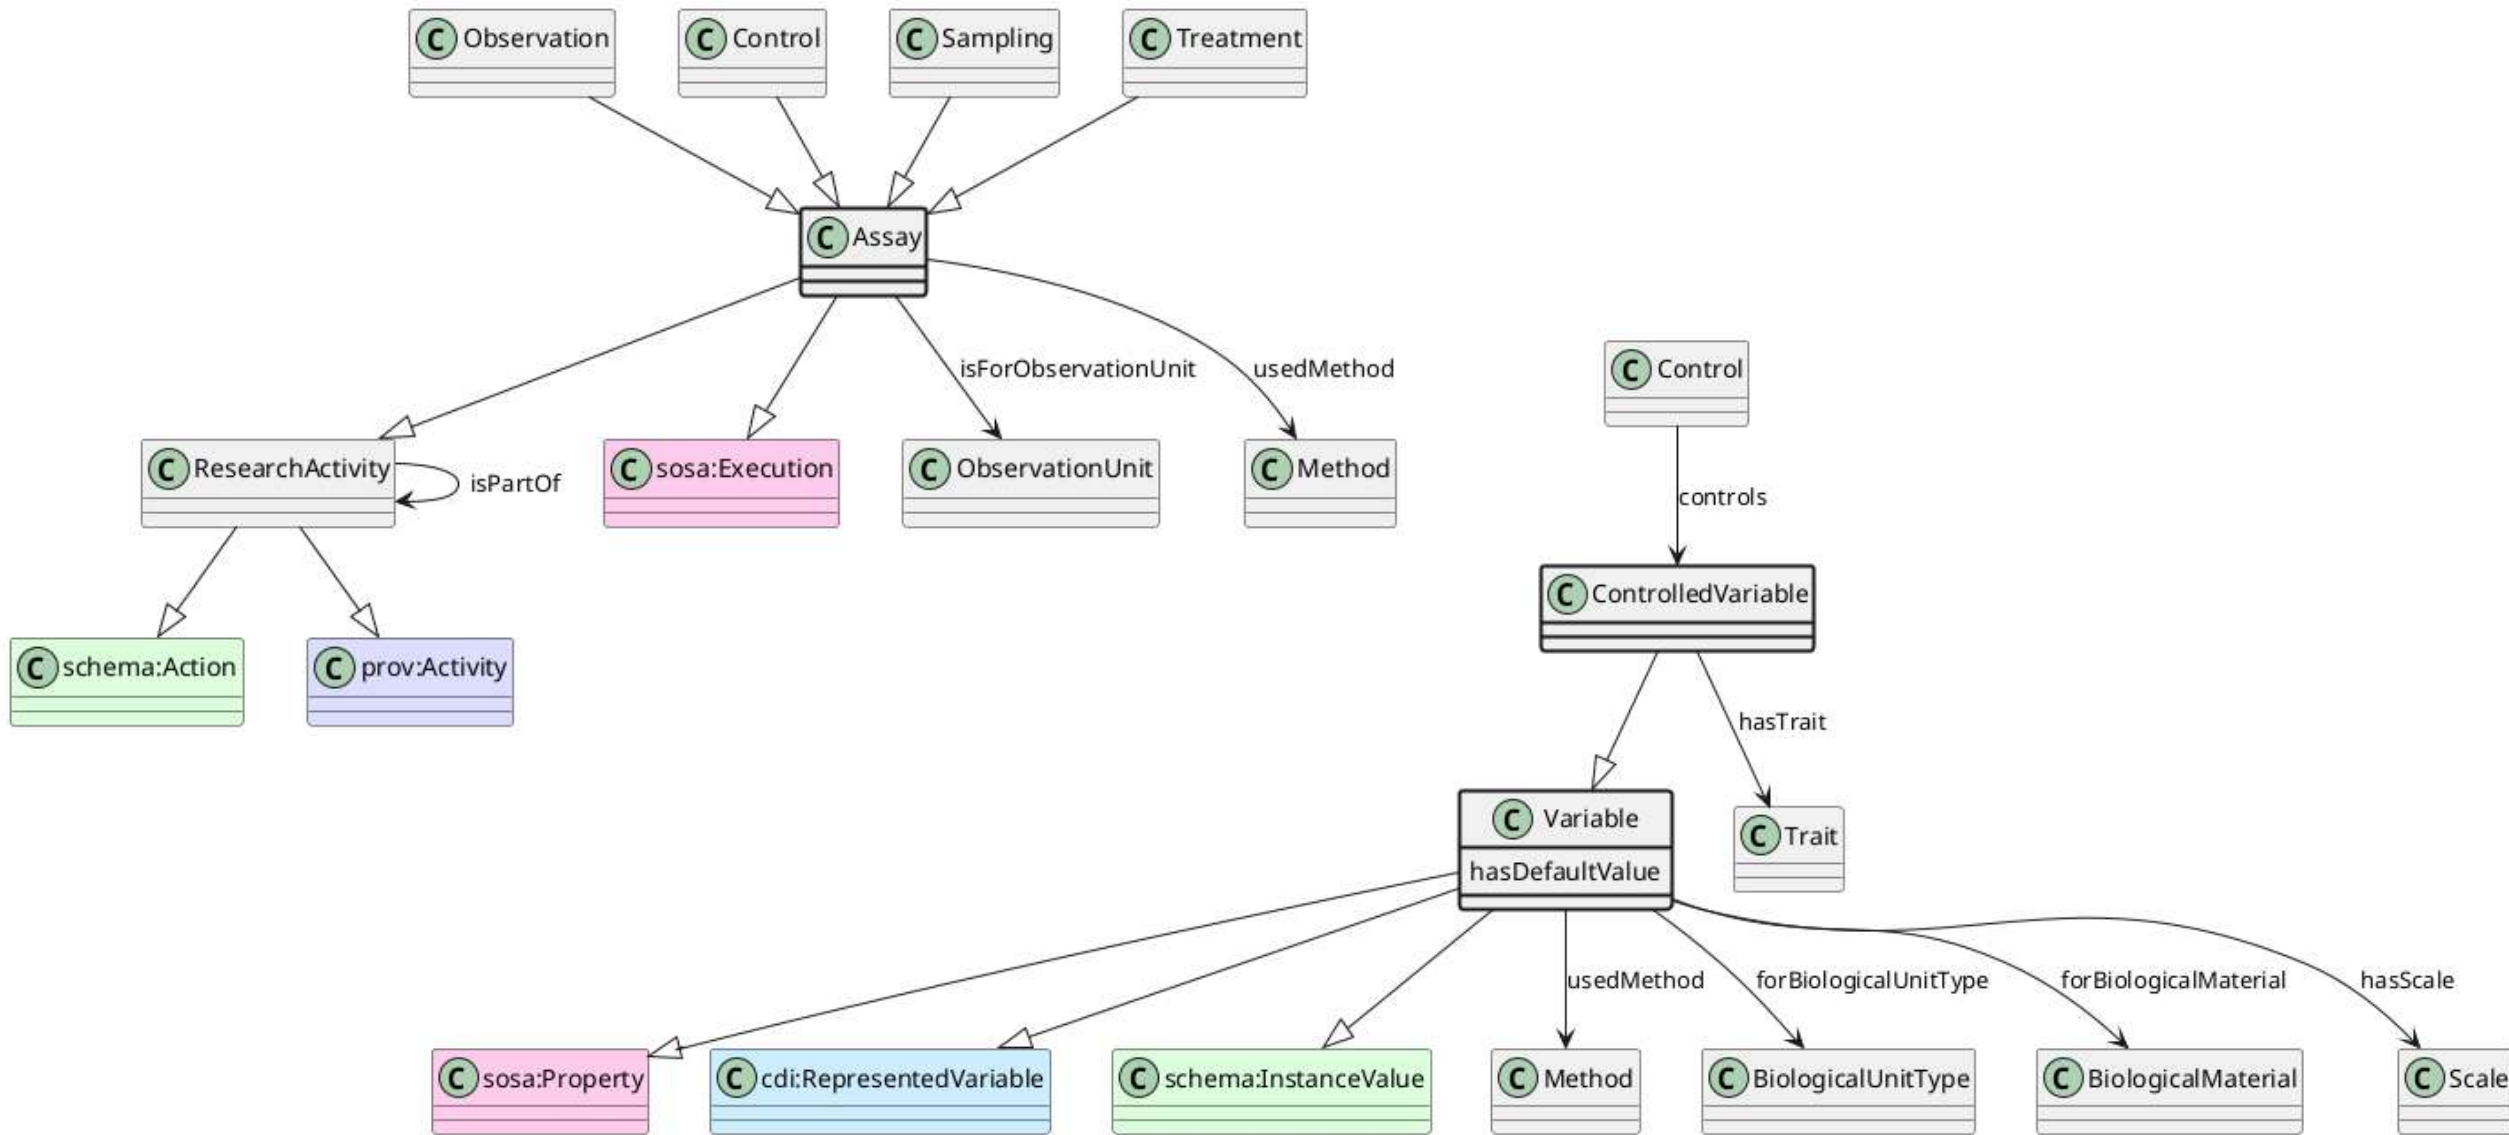 C Observation
C Control
C Sampling
C Treatment
C Assay
isForObservationUnit
usedMethod
C Control
C ResearchActivity
isPartOf
C sosa:Execution
C ObservationUnit
C Method
controls
C ControlledVariable
C schema:Action
C prov:Activity
hasTrait
C Variable
hasDefaultValue
C Trait
usedMethod
forBiologicalUnitType
forBiologicalMaterial
hasScale
C sosa:Property
C cdi:RepresentedVariable
C schema:InstanceValue
C Method
C BiologicalUnitType
C BiologicalMaterial
C Scale